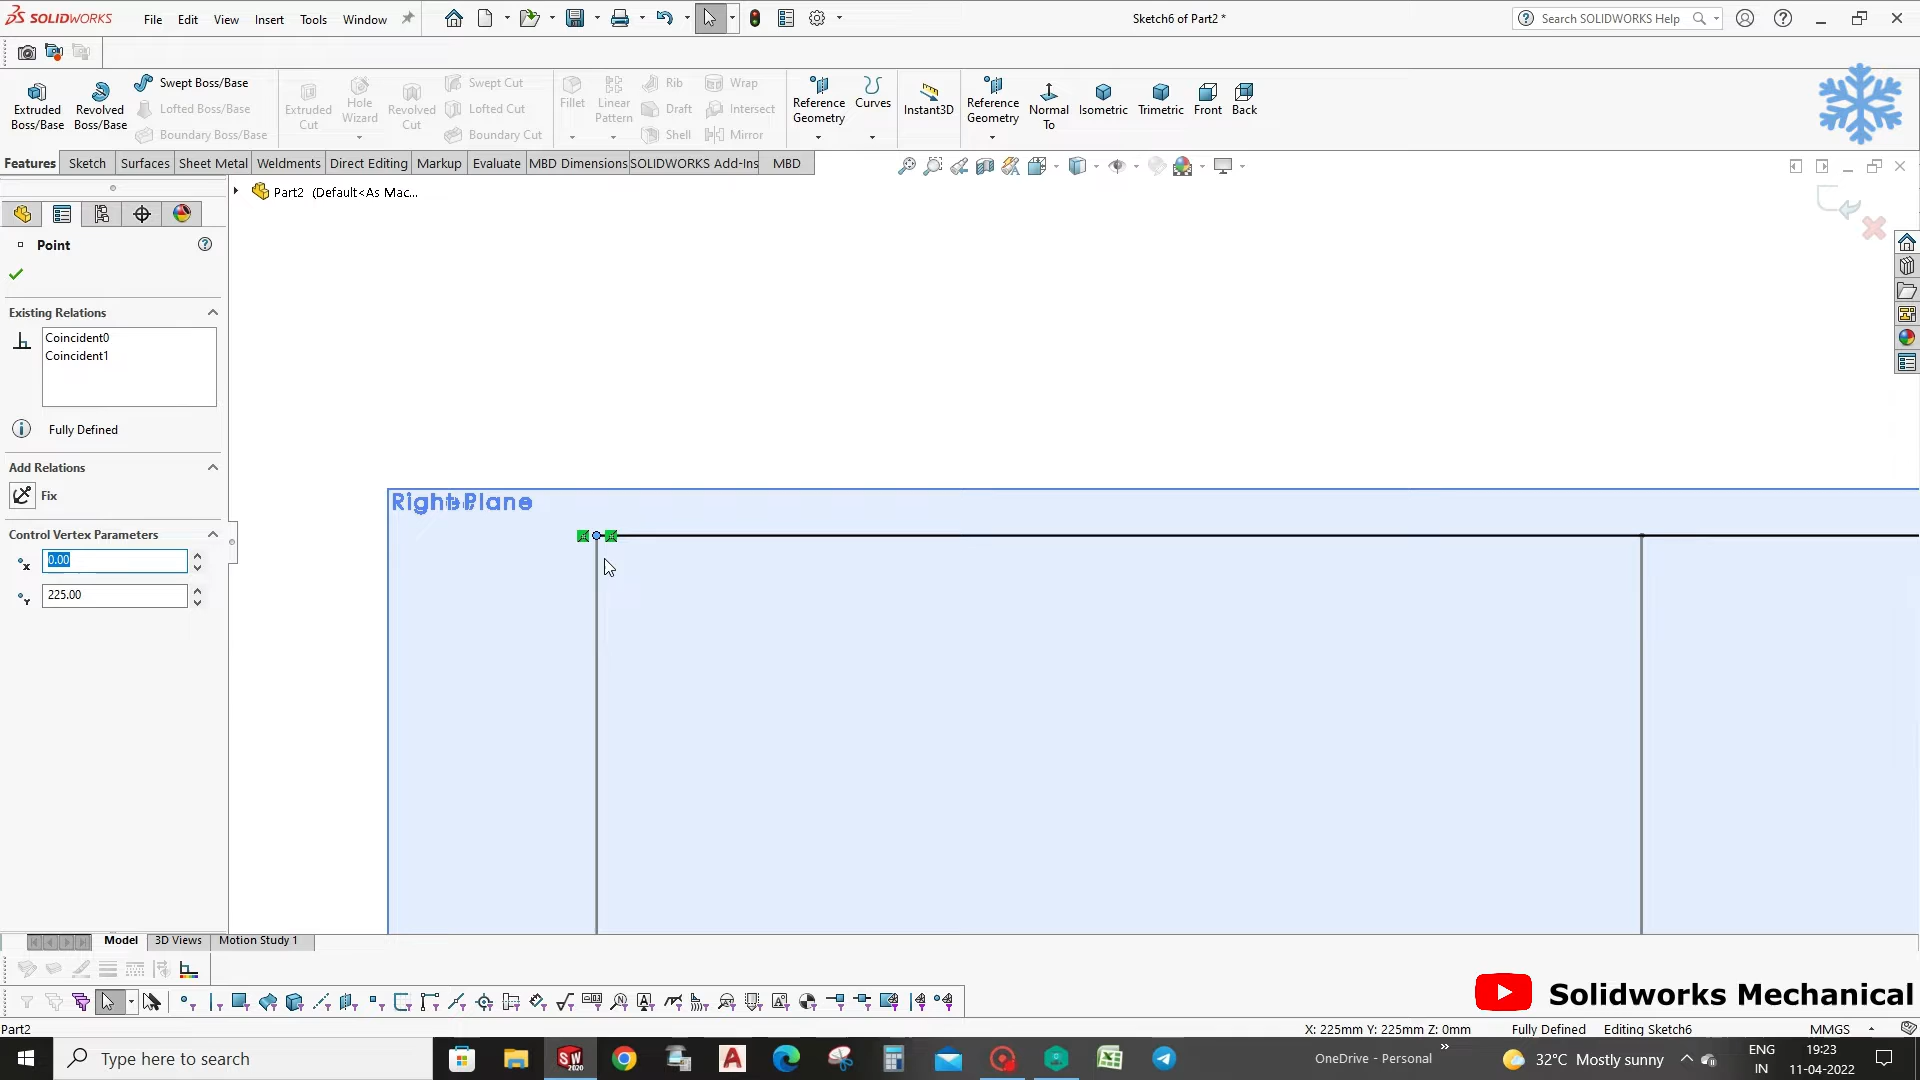 SOLIDWORKS File Edit View Insert Tools Window Sketch6 of Part2 * Search SOLIDWORKS Help
Extruded Boss/Base
Revolved Boss/Base
Swept Boss/Base
Lofted Boss/Base
Boundary Boss/Base
Extruded Cut
Hole Wizard
Revolved Cut
Swept Cut
Lofted Cut
Boundary Cut
Fillet
Linear Pattern
Rib
Draft
Shell
Wrap
Intersect
Mirror
Reference Geometry
Curves
Instant3D
Reference Geometry
Normal To
Isometric
Trimetric
Front
Back
Features Sketch Surfaces Sheet Metal Weldments Direct Editing Markup Evaluate MBD Dimensions SOLIDWORKS Add-Ins MBD
Part2 (Default<As Mac...
Point
Existing Relations
Coincident0
Coincident1
Fully Defined
Add Relations
Fix
Control Vertex Parameters
0.00
225.00
Right Plane
Model 3D Views Motion Study 1
Solidworks Mechanical
Part2 X: 225mm Y: 225mm Z: 0mm Fully Defined Editing Sketch6 MMGS
Type here to search
SW 2020
OneDrive - Personal
32°C Mostly sunny
ENG
IN
19:23
11-04-2022